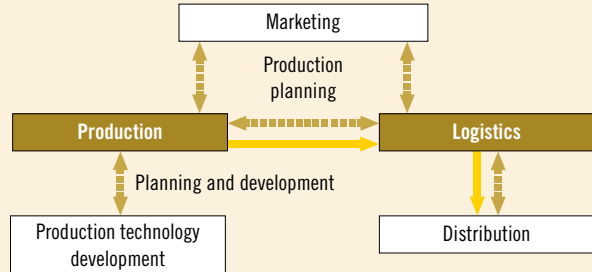 Marketing
Production
planning
Production
Logistics
Planning and development
Production technology
development
Distribution